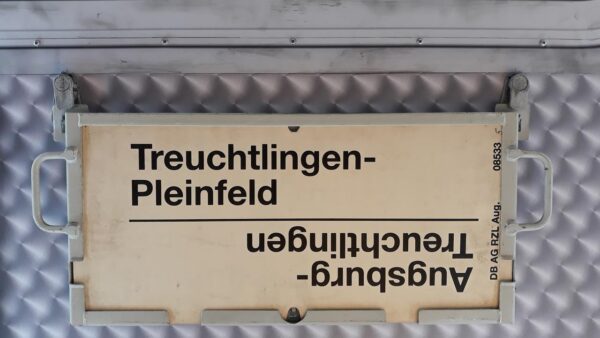 Treuchtlingen-
Pleinfeld
Augsburg-
Treuchtlingen
DB AG RZL Aug. 08533